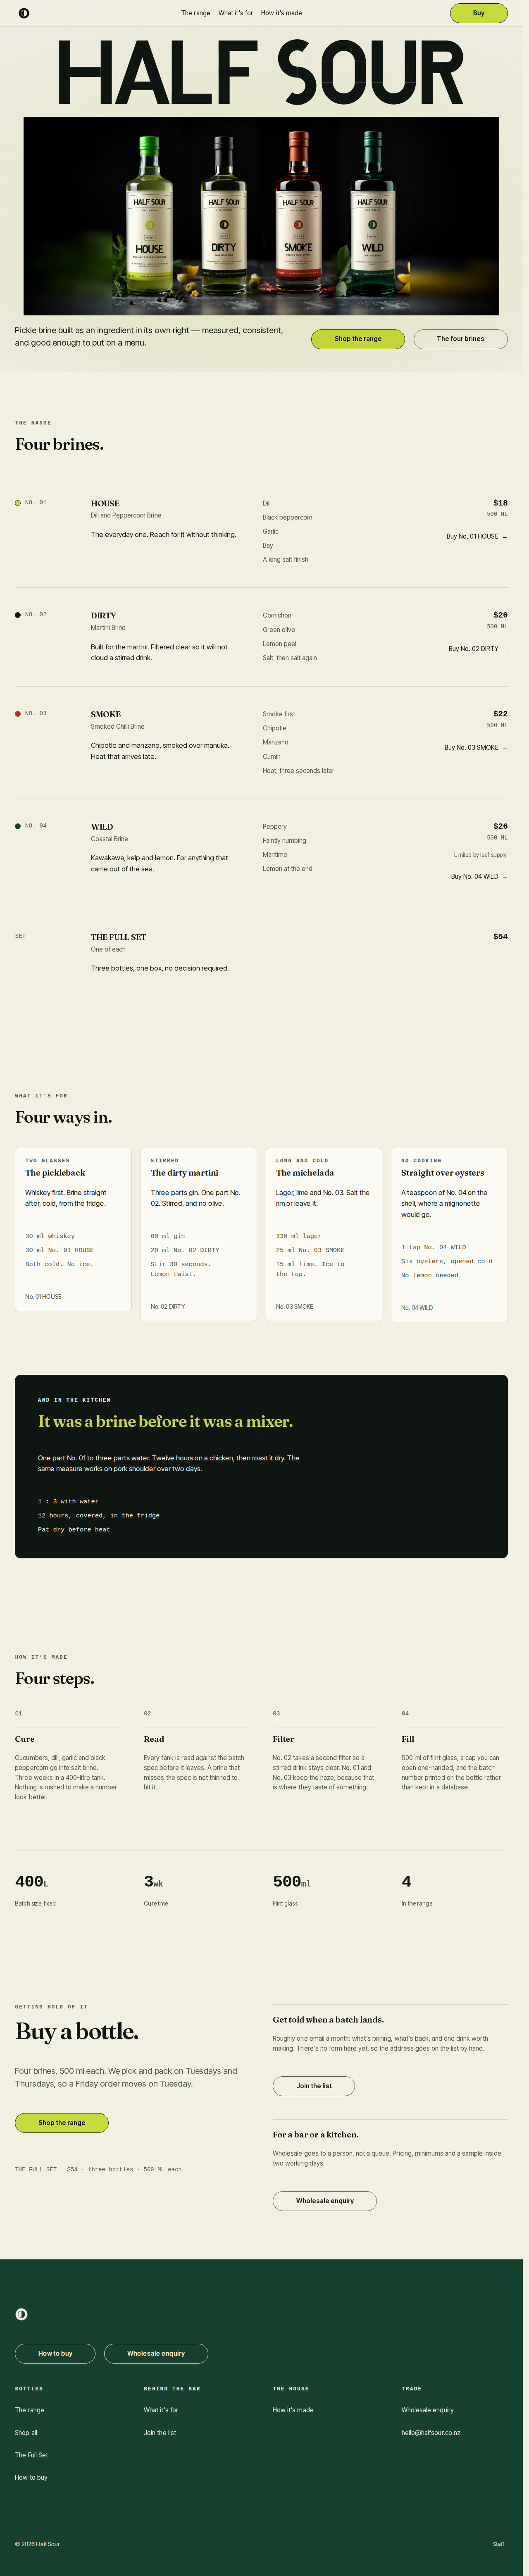 The range What it's for How it's made Buy
HALF SOUR
HALF SOUR HALF SOUR HALF SOUR HALF SOUR
HOUSE DIRTY SMOKE WILD
Pickle brine built as an ingredient in its own right — measured, consistent,
and good enough to put on a menu.
Shop the range The four brines
THE RANGE
Four brines.
NO. 01
HOUSE
Dill and Peppercorn Brine
The everyday one. Reach for it without thinking.
Dill
Black peppercorn
Garlic
Bay
A long salt finish
$18
500 ML
Buy No. 01 HOUSE →
NO. 02
DIRTY
Martini Brine
Built for the martini. Filtered clear so it will not
cloud a stirred drink.
Cornichon
Green olive
Lemon peel
Salt, then salt again
$20
500 ML
Buy No. 02 DIRTY →
NO. 03
SMOKE
Smoked Chilli Brine
Chipotle and manzano, smoked over manuka.
Heat that arrives late.
Smoke first
Chipotle
Manzano
Cumin
Heat, three seconds later
$22
500 ML
Buy No. 03 SMOKE →
NO. 04
WILD
Coastal Brine
Kawakawa, kelp and lemon. For anything that
came out of the sea.
Peppery
Faintly numbing
Maritime
Lemon at the end
$26
500 ML
Limited by leaf supply.
Buy No. 04 WILD →
SET
THE FULL SET
One of each
Three bottles, one box, no decision required.
$54
WHAT IT'S FOR
Four ways in.
TWO GLASSES
The pickleback
Whiskey first. Brine straight
after, cold, from the fridge.
30 ml whiskey
30 ml No. 01 HOUSE
Both cold. No ice.
No. 01 HOUSE
STIRRED
The dirty martini
Three parts gin. One part No.
02. Stirred, and no olive.
60 ml gin
20 ml No. 02 DIRTY
Stir 30 seconds.
Lemon twist.
No. 02 DIRTY
LONG AND COLD
The michelada
Lager, lime and No. 03. Salt the
rim or leave it.
330 ml lager
25 ml No. 03 SMOKE
15 ml lime. Ice to
the top.
No. 03 SMOKE
NO COOKING
Straight over oysters
A teaspoon of No. 04 on the
shell, where a mignonette
would go.
1 tsp No. 04 WILD
Six oysters, opened cold
No lemon needed.
No. 04 WILD
AND IN THE KITCHEN
It was a brine before it was a mixer.
One part No. 01 to three parts water. Twelve hours on a chicken, then roast it dry. The
same measure works on pork shoulder over two days.
1 : 3 with water
12 hours, covered, in the fridge
Pat dry before heat
HOW IT'S MADE
Four steps.
01
Cure
Cucumbers, dill, garlic and black
peppercorn go into salt brine.
Three weeks in a 400-litre tank.
Nothing is rushed to make a number
look better.
02
Read
Every tank is read against the batch
spec before it leaves. A brine that
misses the spec is not thinned to
hit it.
03
Filter
No. 02 takes a second filter so a
stirred drink stays clear. No. 01 and
No. 03 keep the haze, because that
is where they taste of something.
04
Fill
500 ml of flint glass, a cap you can
open one-handed, and the batch
number printed on the bottle rather
than kept in a database.
400L
Batch size, fixed
3wk
Cure time
500ml
Flint glass
4
In the range
GETTING HOLD OF IT
Buy a bottle.
Four brines, 500 ml each. We pick and pack on Tuesdays and
Thursdays, so a Friday order moves on Tuesday.
Shop the range
THE FULL SET — $54 · three bottles · 500 ML each
Get told when a batch lands.
Roughly one email a month: what's brining, what's back, and one drink worth
making. There's no form here yet, so the address goes on the list by hand.
Join the list
For a bar or a kitchen.
Wholesale goes to a person, not a queue. Pricing, minimums and a sample inside
two working days.
Wholesale enquiry
How to buy Wholesale enquiry
BOTTLES
The range
Shop all
The Full Set
How to buy
BEHIND THE BAR
What it's for
Join the list
THE HOUSE
How it's made
TRADE
Wholesale enquiry
hello@halfsour.co.nz
© 2026 Half Sour
Staff